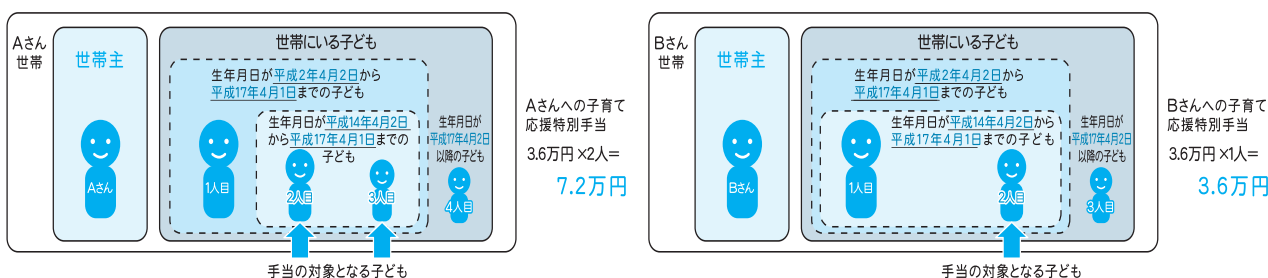 Aさん
世帯
世帯主
Aさん
世帯にいる子ども
生年月日が平成2年4月2日から
平成17年4月1日までの子ども
1人目
生年月日が平成14年4月2日
から平成17年4月1日までの
子ども
2人目
3人目
生年月日が
平成17年4月2日
以降の子ども
4人目
手当の対象となる子ども
Aさんへの子育て
応援特別手当
3.6万円×2人=
7.2万円
Bさん
世帯
世帯主
Bさん
世帯にいる子ども
生年月日が平成2年4月2日から
平成17年4月1日までの子ども
1人目
生年月日が平成14年4月2日から
平成17年4月1日までの子ども
2人目
生年月日が
平成17年4月2日
以降の子ども
3人目
手当の対象となる子ども
Bさんへの子育て
応援特別手当
3.6万円×1人=
3.6万円